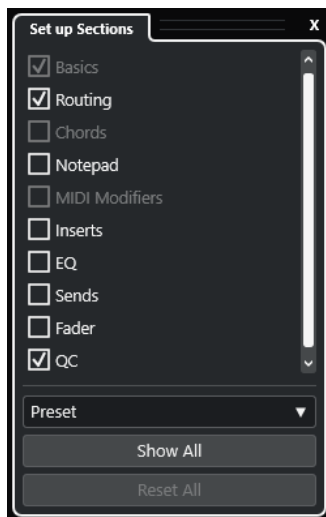 Set up Sections
X
Basics
Routing
Chords
Notepad
MIDI Modifiers
Inserts
EQ
Sends
Fader
QC
Preset
Show All
Reset All